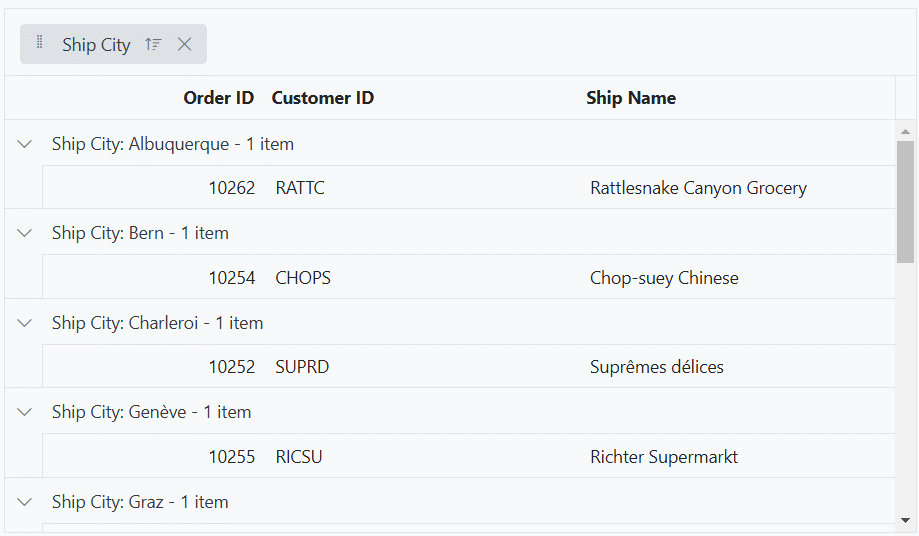 Ship City
Order ID Customer ID Ship Name
Ship City: Albuquerque - 1 item
10262 RATTC Rattlesnake Canyon Grocery
Ship City: Bern - 1 item
10254 CHOPS Chop-suey Chinese
Ship City: Charleroi - 1 item
10252 SUPRD Suprêmes délices
Ship City: Genève - 1 item
10255 RICSU Richter Supermarkt
Ship City: Graz - 1 item